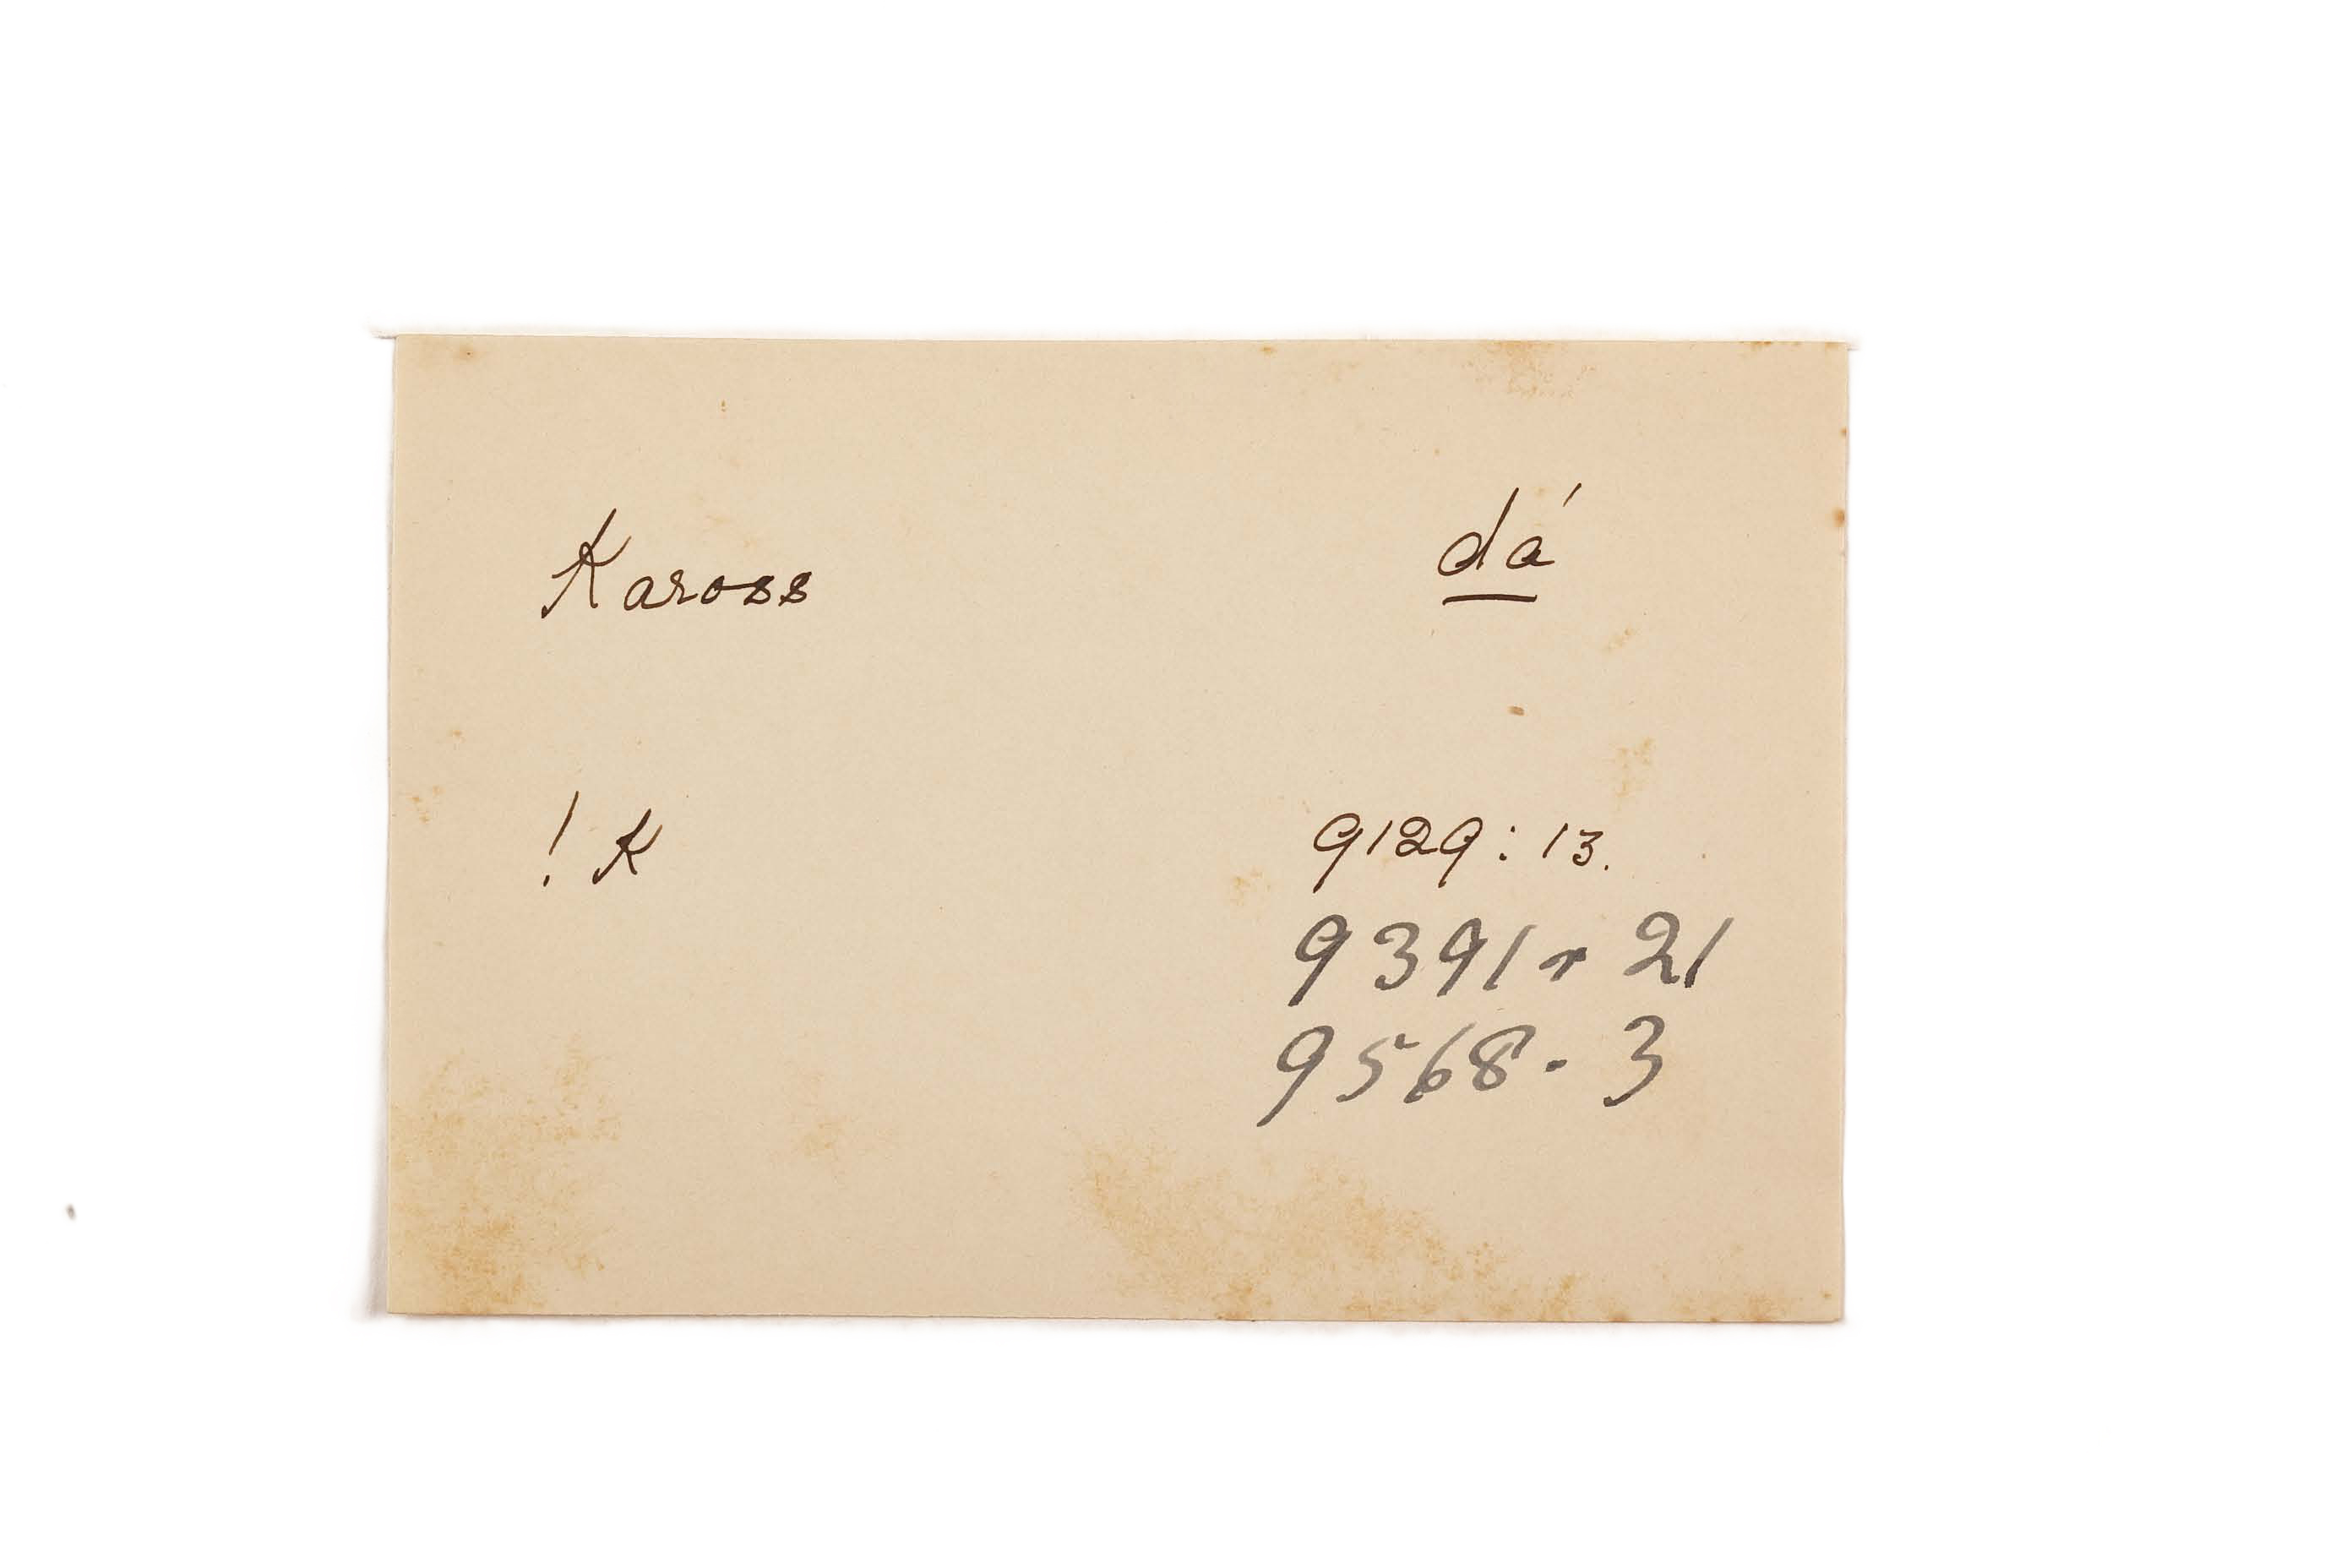 Kaross dá
! K 9129 : 13.
9391 21
9568 . 3